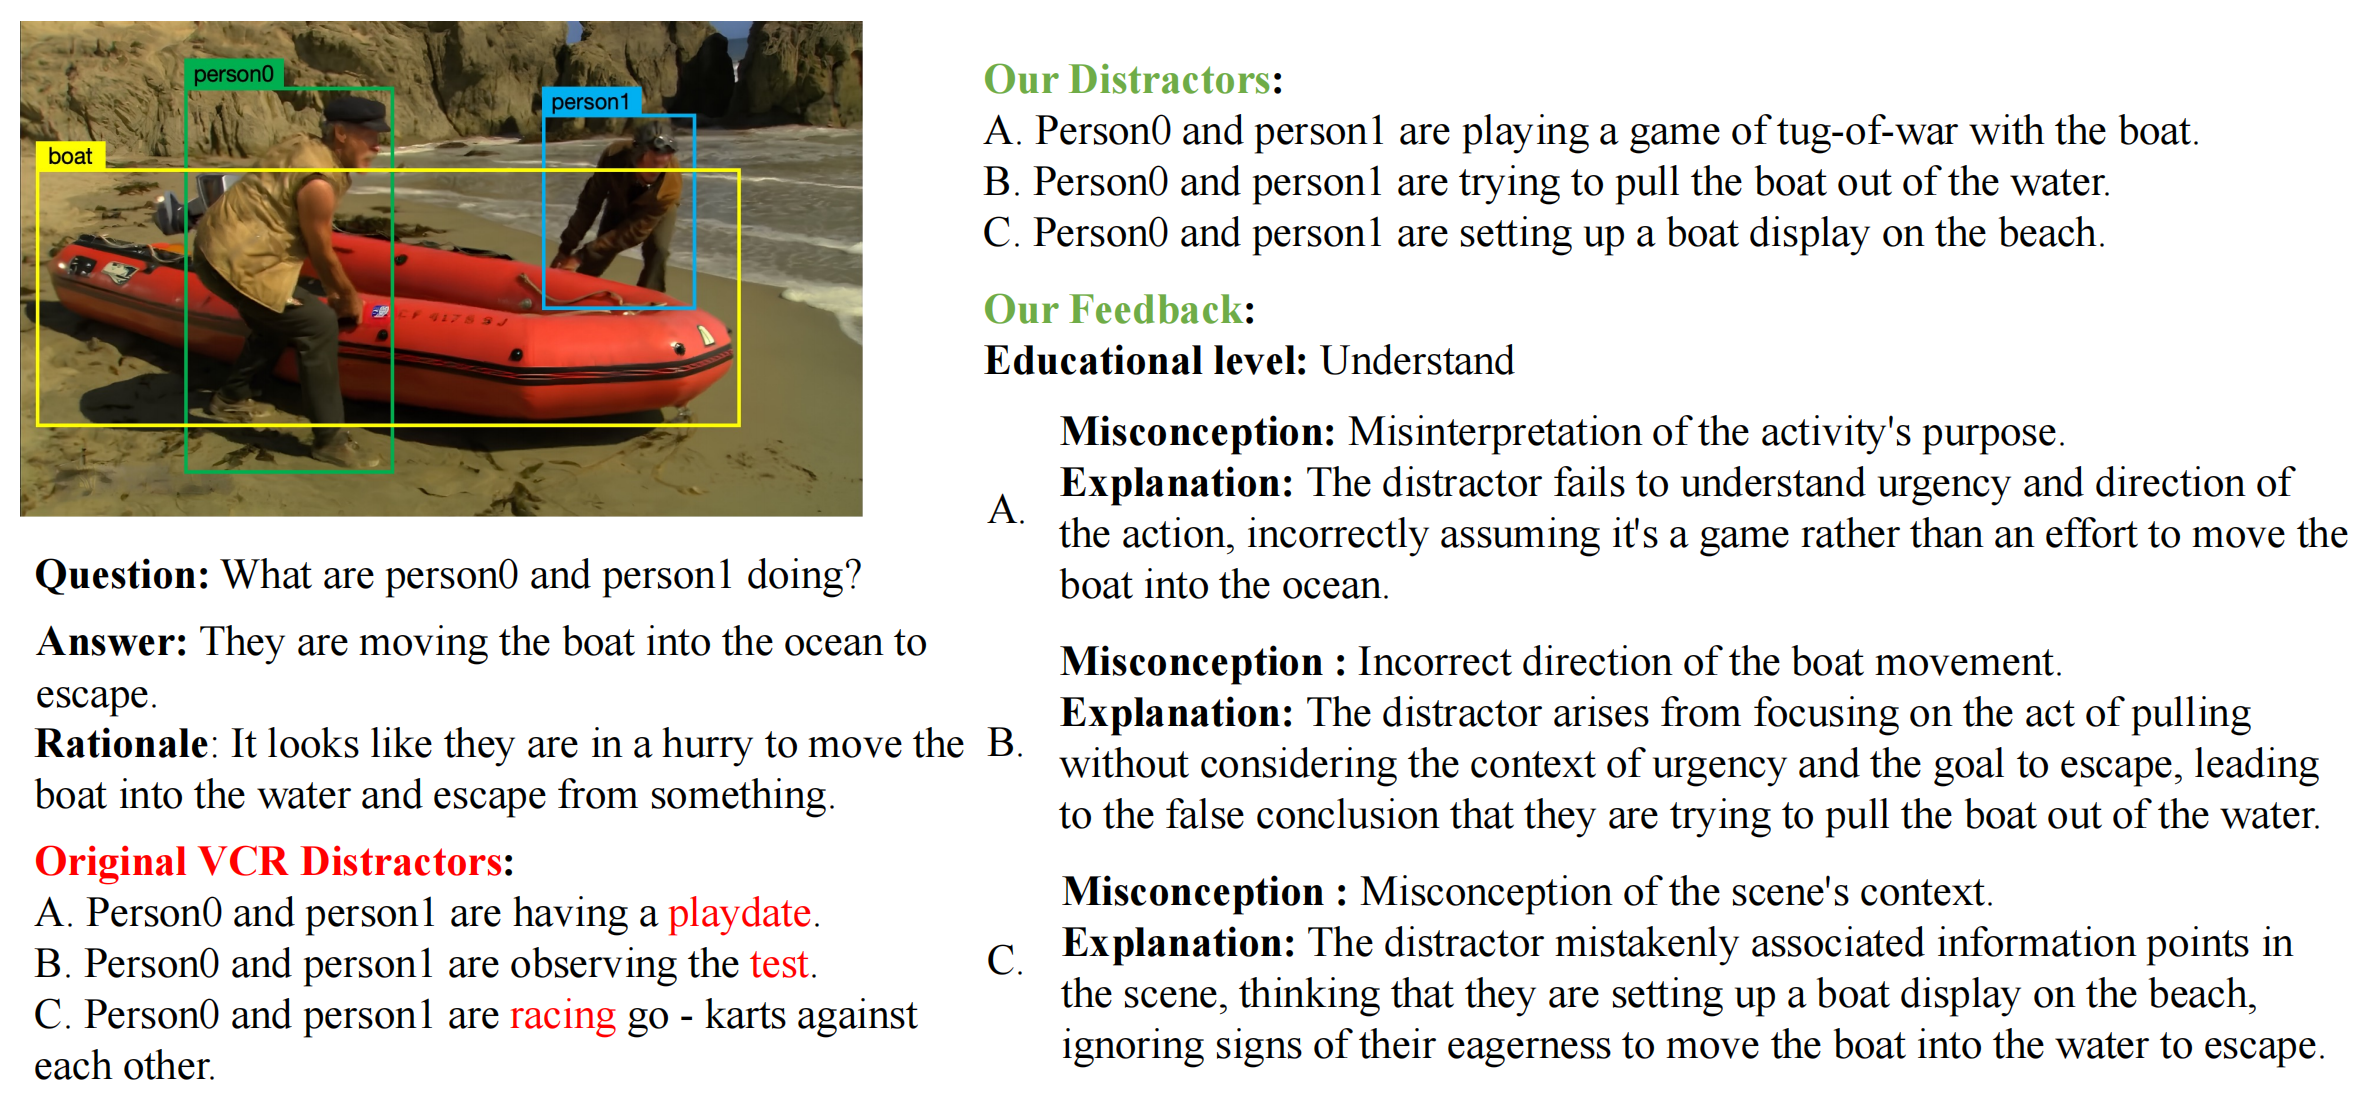 person0
person1
boat
CF 4178 SJ
Question: What are person0 and person1 doing?
Answer: They are moving the boat into the ocean to
escape.
Rationale: It looks like they are in a hurry to move the
boat into the water and escape from something.
Original VCR Distractors:
A. Person0 and person1 are having a playdate.
B. Person0 and person1 are observing the test.
C. Person0 and person1 are racing go - karts against
each other.
Our Distractors:
A. Person0 and person1 are playing a game of tug-of-war with the boat.
B. Person0 and person1 are trying to pull the boat out of the water.
C. Person0 and person1 are setting up a boat display on the beach.
Our Feedback:
Educational level: Understand
A.
Misconception: Misinterpretation of the activity's purpose.
Explanation: The distractor fails to understand urgency and direction of
the action, incorrectly assuming it's a game rather than an effort to move the
boat into the ocean.
B.
Misconception : Incorrect direction of the boat movement.
Explanation: The distractor arises from focusing on the act of pulling
without considering the context of urgency and the goal to escape, leading
to the false conclusion that they are trying to pull the boat out of the water.
C.
Misconception : Misconception of the scene's context.
Explanation: The distractor mistakenly associated information points in
the scene, thinking that they are setting up a boat display on the beach,
ignoring signs of their eagerness to move the boat into the water to escape.